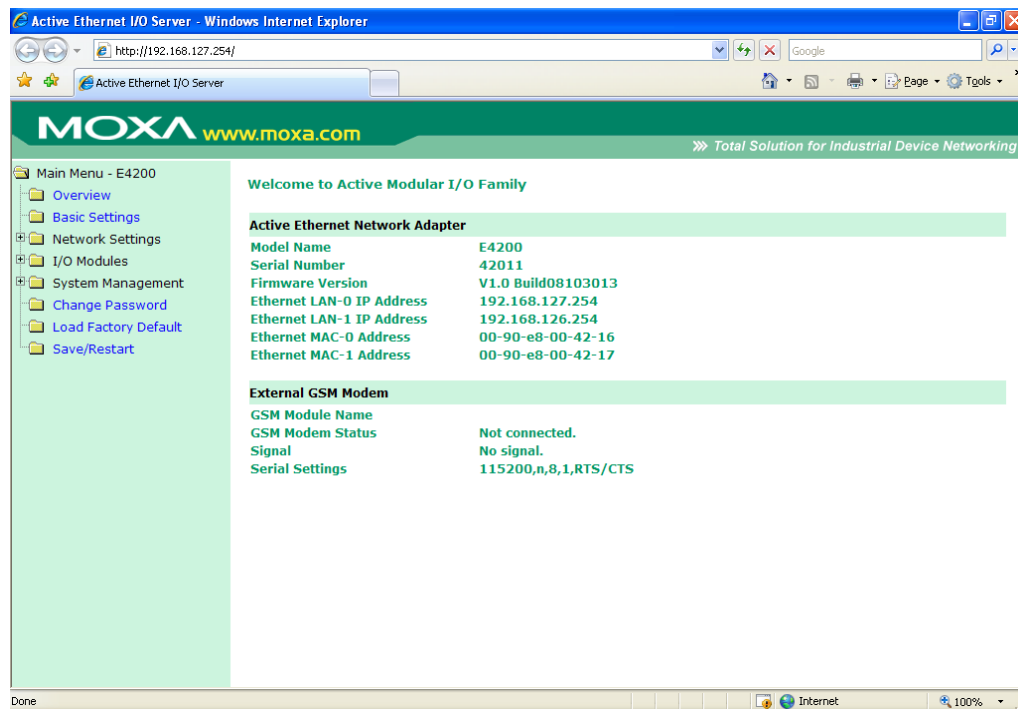 Active Ethernet I/O Server - Windows Internet Explorer
http://192.168.127.254/
Google
Active Ethernet I/O Server
Page
Tools
MOXA www.moxa.com
Total Solution for Industrial Device Networking
Main Menu - E4200
Overview
Basic Settings
Network Settings
I/O Modules
System Management
Change Password
Load Factory Default
Save/Restart
Welcome to Active Modular I/O Family
Active Ethernet Network Adapter
Model Name E4200
Serial Number 42011
Firmware Version V1.0 Build08103013
Ethernet LAN-0 IP Address 192.168.127.254
Ethernet LAN-1 IP Address 192.168.126.254
Ethernet MAC-0 Address 00-90-e8-00-42-16
Ethernet MAC-1 Address 00-90-e8-00-42-17
External GSM Modem
GSM Module Name
GSM Modem Status Not connected.
Signal No signal.
Serial Settings 115200,n,8,1,RTS/CTS
Done
Internet
100%